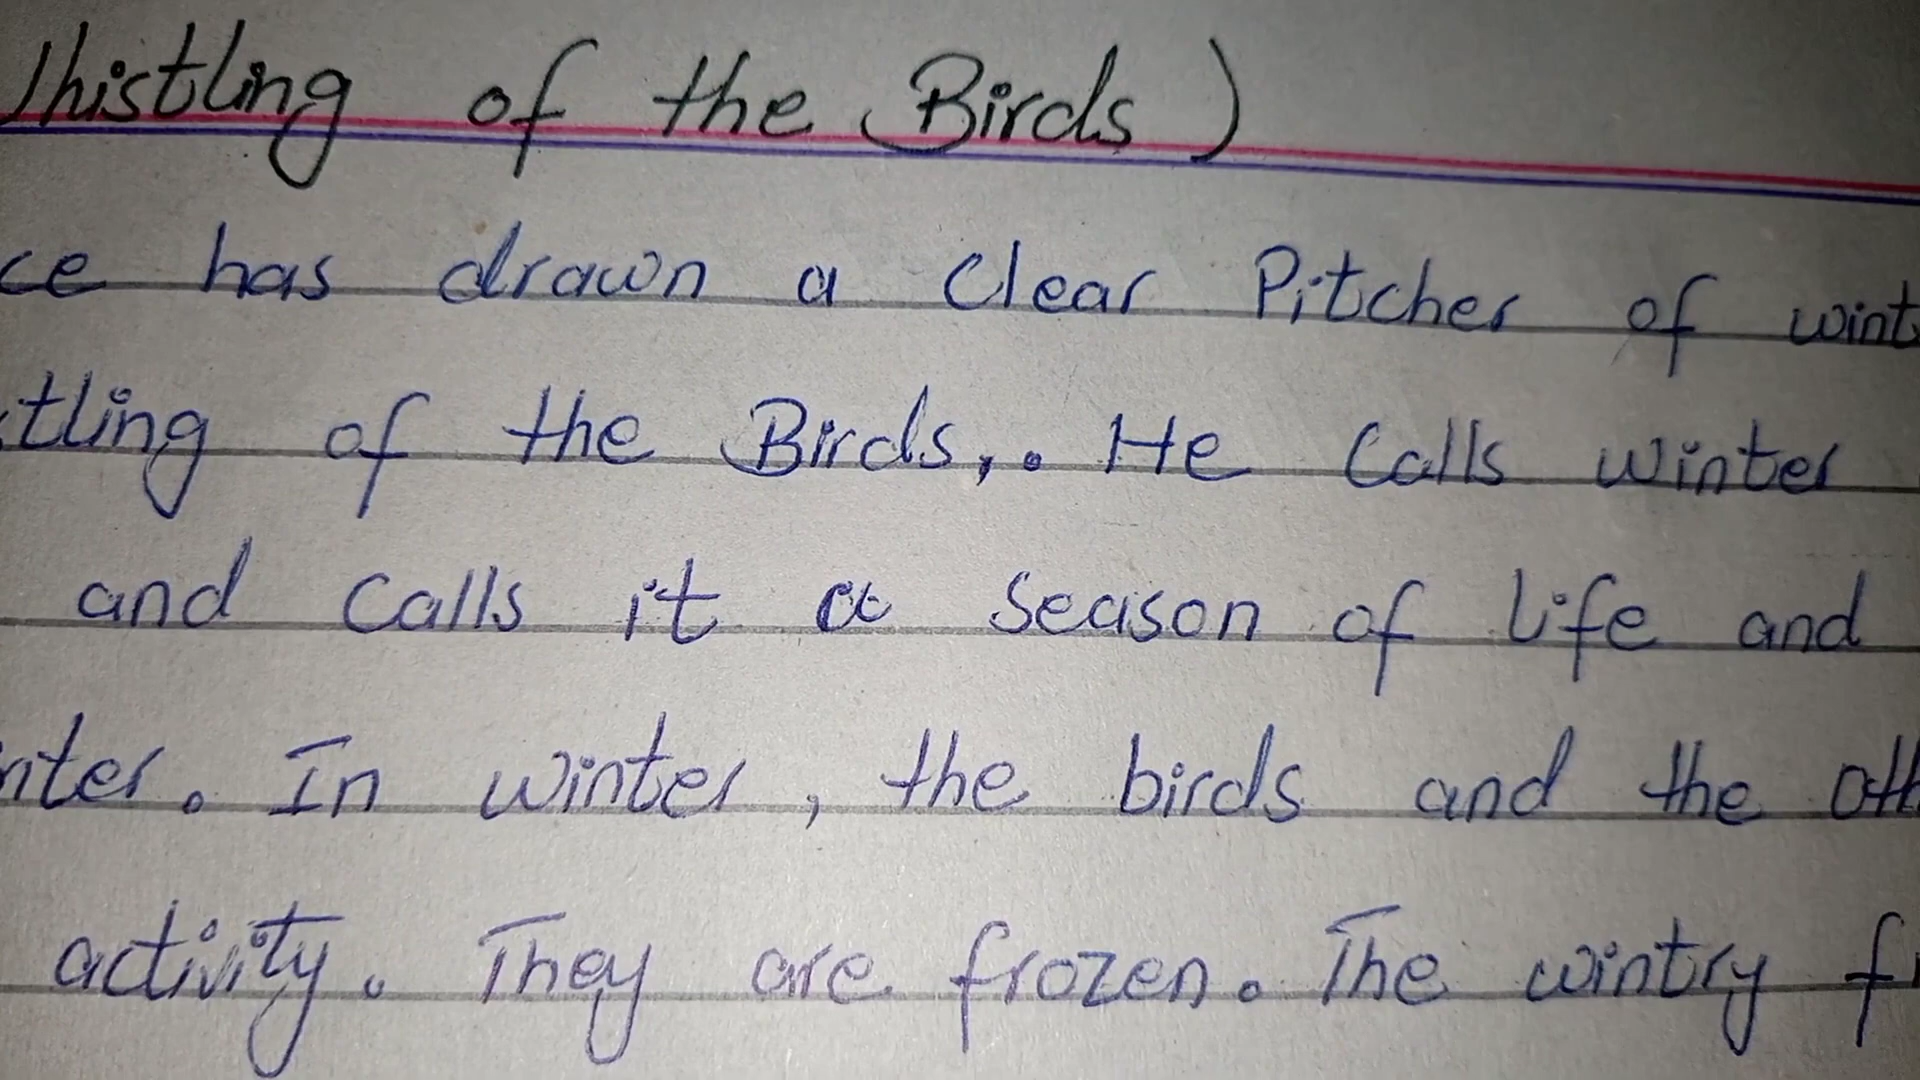 histling of the Birds )
ce has drawn a Clear Pitcher of wint
tling of the Birds,. He Calls winter
and Calls it a Season of life and
nter. In winter, the birds and the oth
activity. They are frozen. The wintry f